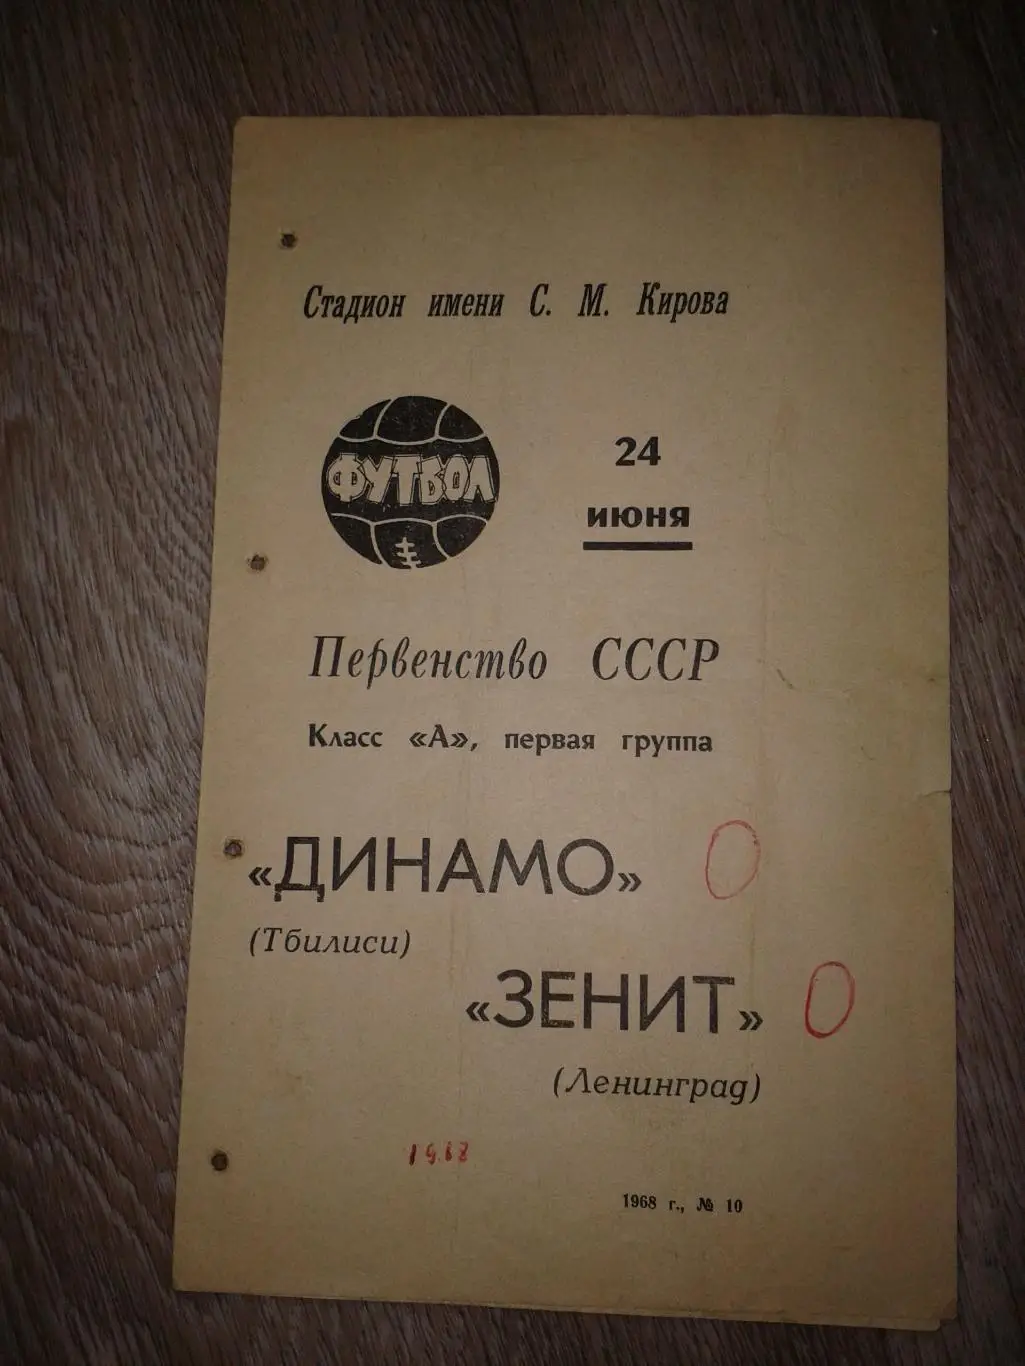 Стадион имени С. М. Кирова
ФУТБОЛ
24
июня
Первенство СССР
Класс «А», первая группа
«ДИНАМО» 0
(Тбилиси)
«ЗЕНИТ» 0
(Ленинград)
1968
1968 г., № 10